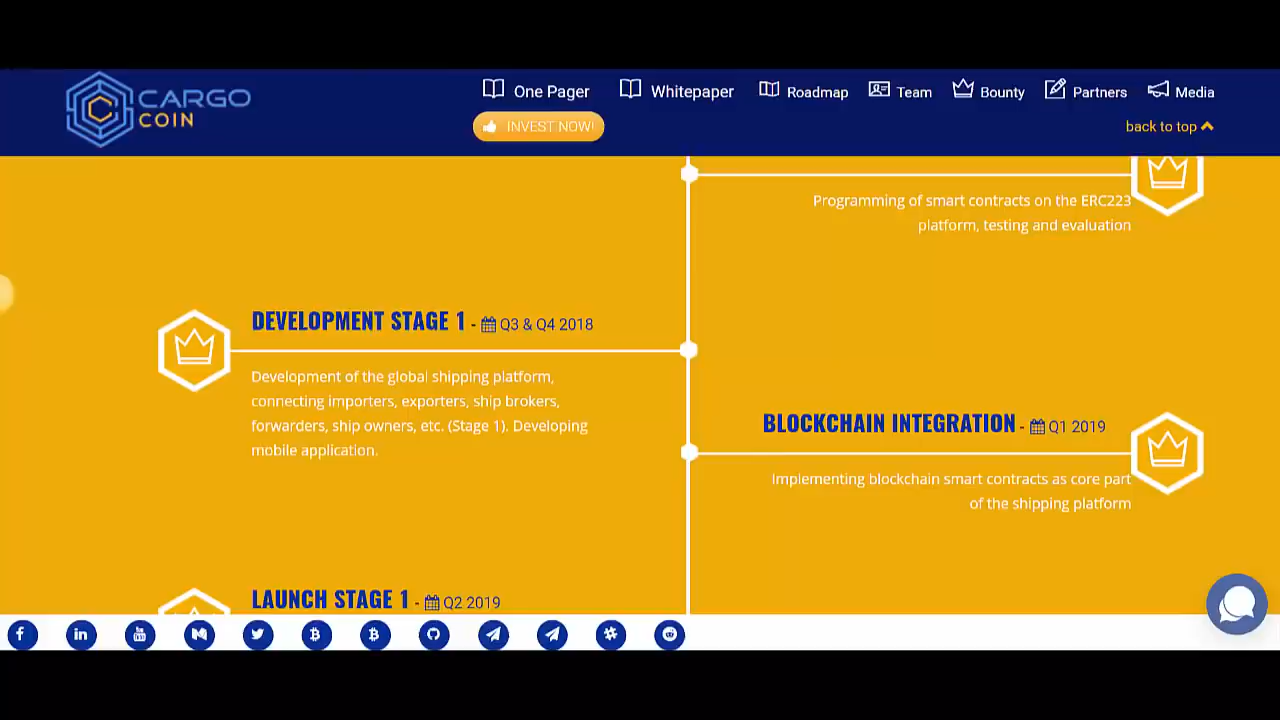 CARGO
COIN
One Pager
Whitepaper
Roadmap
Team
Bounty
Partners
Media
INVEST NOW!
back to top
Programming of smart contracts on the ERC223
platform, testing and evaluation
DEVELOPMENT STAGE 1 - Q3 & Q4 2018
Development of the global shipping platform,
connecting importers, exporters, ship brokers,
forwarders, ship owners, etc. (Stage 1). Developing
mobile application.
BLOCKCHAIN INTEGRATION - Q1 2019
Implementing blockchain smart contracts as core part
of the shipping platform
LAUNCH STAGE 1 - Q2 2019